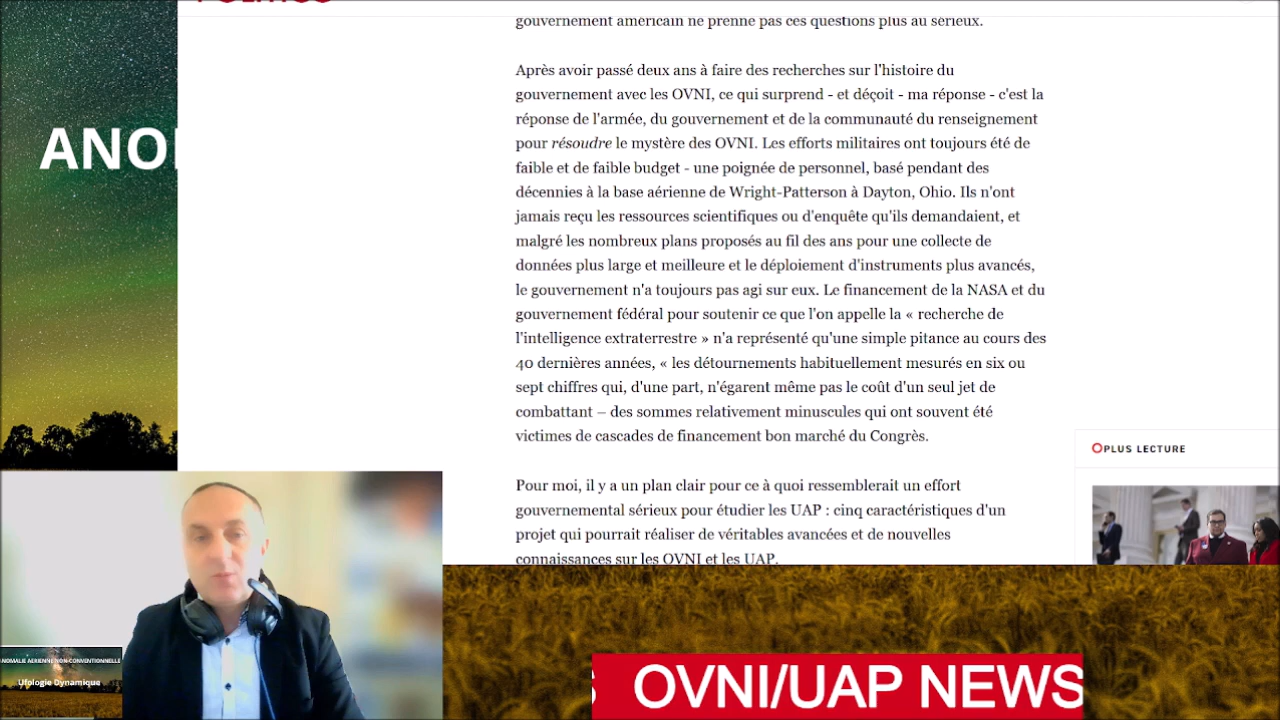 gouvernement américain ne prenne pas ces questions plus au sérieux.
Après avoir passé deux ans à faire des recherches sur l'histoire du
gouvernement avec les OVNI, ce qui surprend - et déçoit - ma réponse - c'est la
réponse de l'armée, du gouvernement et de la communauté du renseignement
pour résoudre le mystère des OVNI. Les efforts militaires ont toujours été de
faible et de faible budget - une poignée de personnel, basé pendant des
décennies à la base aérienne de Wright-Patterson à Dayton, Ohio. Ils n'ont
jamais reçu les ressources scientifiques ou d'enquête qu'ils demandaient, et
malgré les nombreux plans proposés au fil des ans pour une collecte de
données plus large et meilleure et le déploiement d'instruments plus avancés,
le gouvernement n'a toujours pas agi sur eux. Le financement de la NASA et du
gouvernement fédéral pour soutenir ce que l'on appelle la « recherche de
l'intelligence extraterrestre » n'a représenté qu'une simple pitance au cours des
40 dernières années, « les détournements habituellement mesurés en six ou
sept chiffres qui, d'une part, n'égarent même pas le coût d'un seul jet de
combattant – des sommes relativement minuscules qui ont souvent été
victimes de cascades de financement bon marché du Congrès.
Pour moi, il y a un plan clair pour ce à quoi ressemblerait un effort
gouvernemental sérieux pour étudier les UAP : cinq caractéristiques d'un
projet qui pourrait réaliser de véritables avancées et de nouvelles
connaissances sur les OVNI et les UAP.
ANO
PLUS LECTURE
ANOMALIE AERIENNE NON-CONVENTIONNELLE
Ufologie Dynamique
S OVNI/UAP NEWS